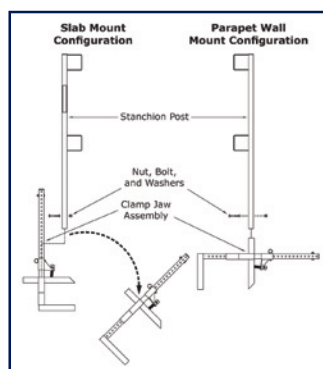 Slab Mount
Configuration
Parapet Wall
Mount Configuration
Stanchion Post
Nut, Bolt,
and Washers
Clamp Jaw
Assembly